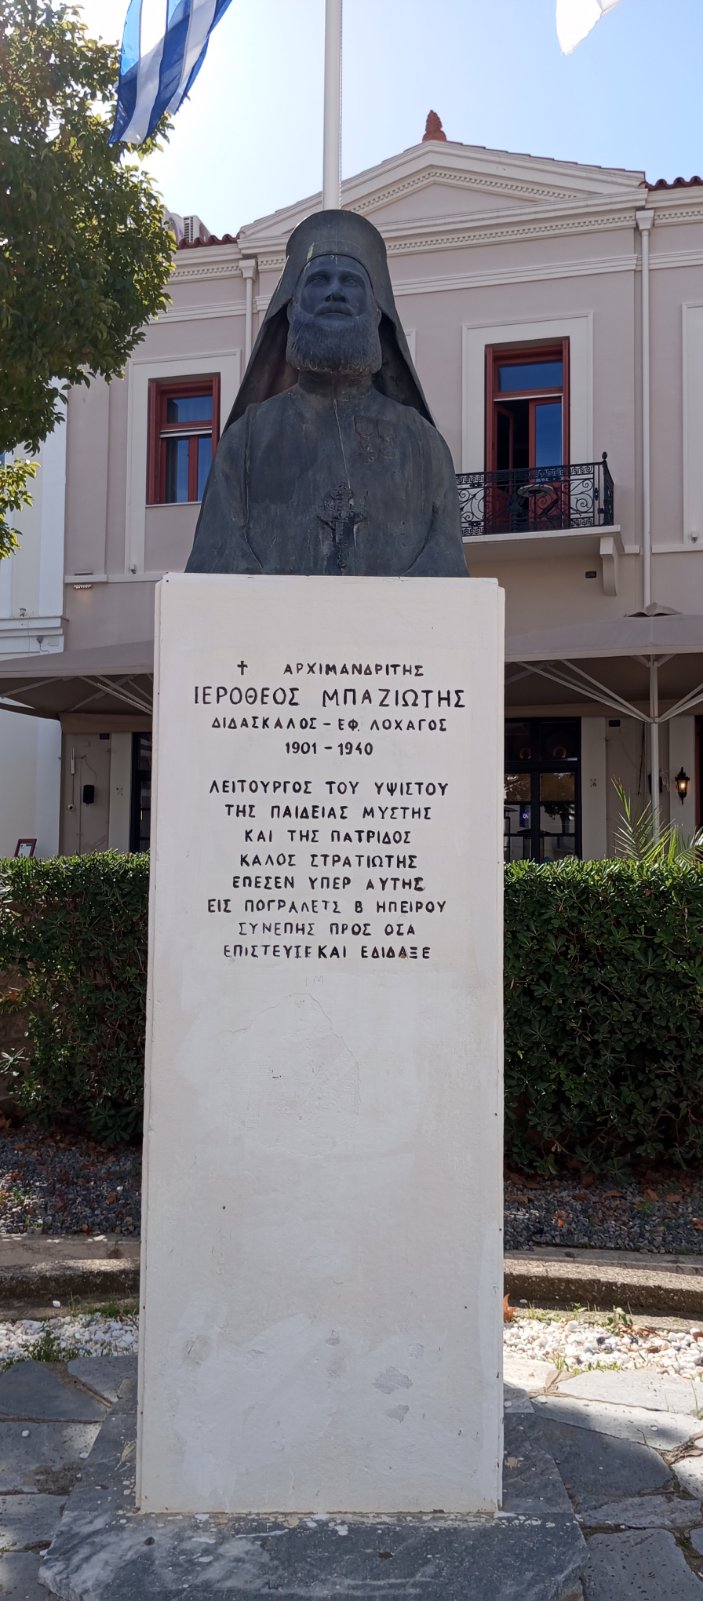 † ΑΡΧΙΜΑΝΔΡΙΤΗΣ
ΙΕΡΟΘΕΟΣ ΜΠΑΖΙΩΤΗΣ
ΔΙΔΑΣΚΑΛΟΣ - ΕΦ. ΛΟΧΑΓΟΣ
1901 - 1940
ΛΕΙΤΟΥΡΓΟΣ ΤΟΥ ΥΨΙΣΤΟΥ
ΤΗΣ ΠΑΙΔΕΙΑΣ ΜΥΣΤΗΣ
ΚΑΙ ΤΗΣ ΠΑΤΡΙΔΟΣ
ΚΑΛΟΣ ΣΤΡΑΤΙΩΤΗΣ
ΕΠΕΣΕΝ ΥΠΕΡ ΑΥΤΗΣ
ΕΙΣ ΠΟΓΡΑΛΕΤΣ Β ΗΠΕΙΡΟΥ
ΣΥΝΕΠΗΣ ΠΡΟΣ ΟΣΑ
ΕΠΙΣΤΕΥΣΕ ΚΑΙ ΕΔΙΔΑΞΕ